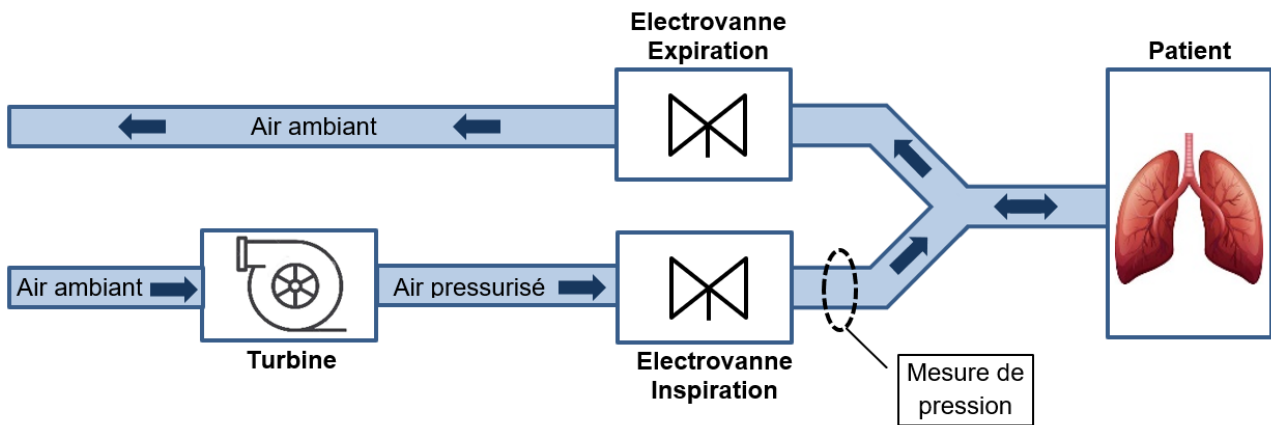 Electrovanne
Expiration
Patient
Air ambiant
Air ambiant
Air pressurisé
Turbine
Electrovanne
Inspiration
Mesure de
pression